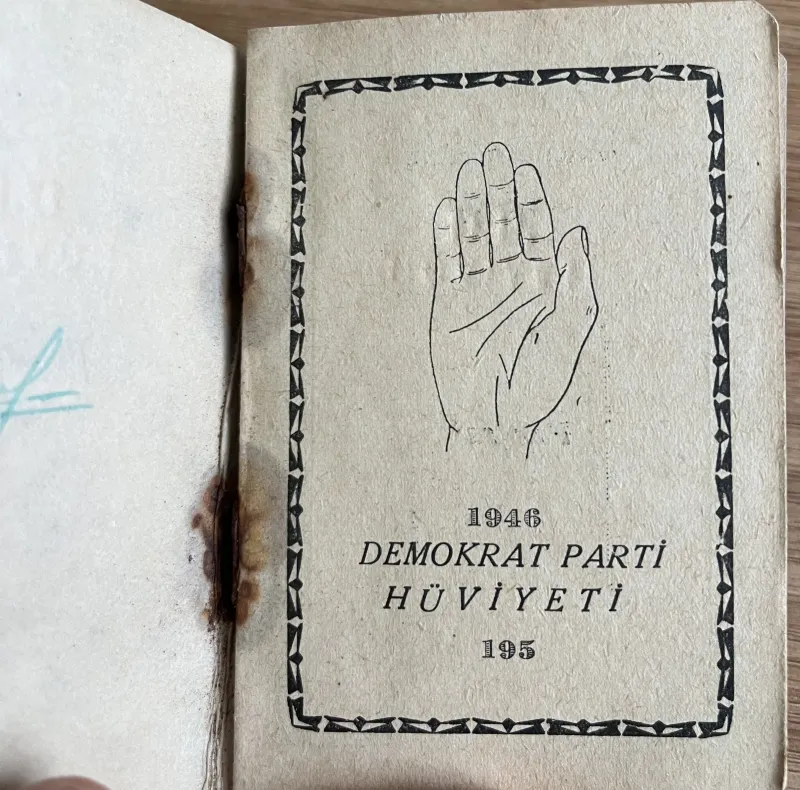 1946
DEMOKRAT PARTİ
HÜVİYETİ
195